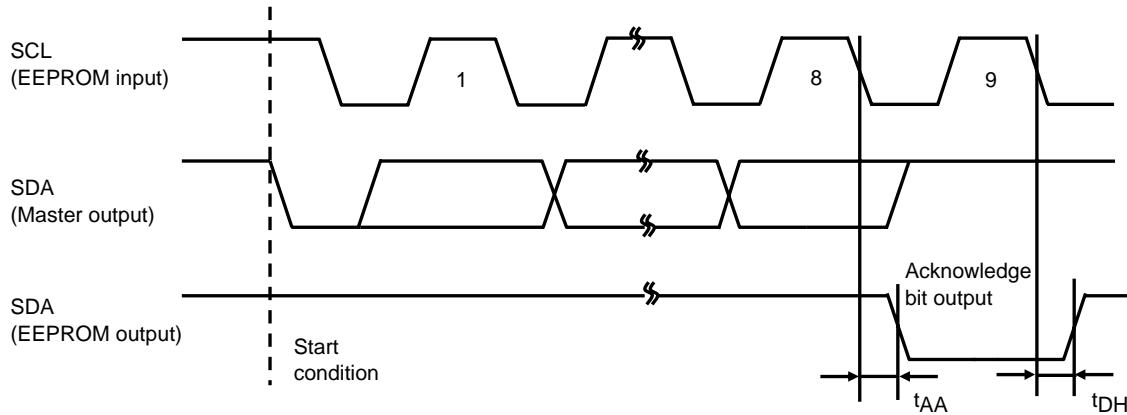 SCL
(EEPROM input)
1
8
9
SDA
(Master output)
SDA
(EEPROM output)
Acknowledge
bit output
Start
condition
tAA
tDH